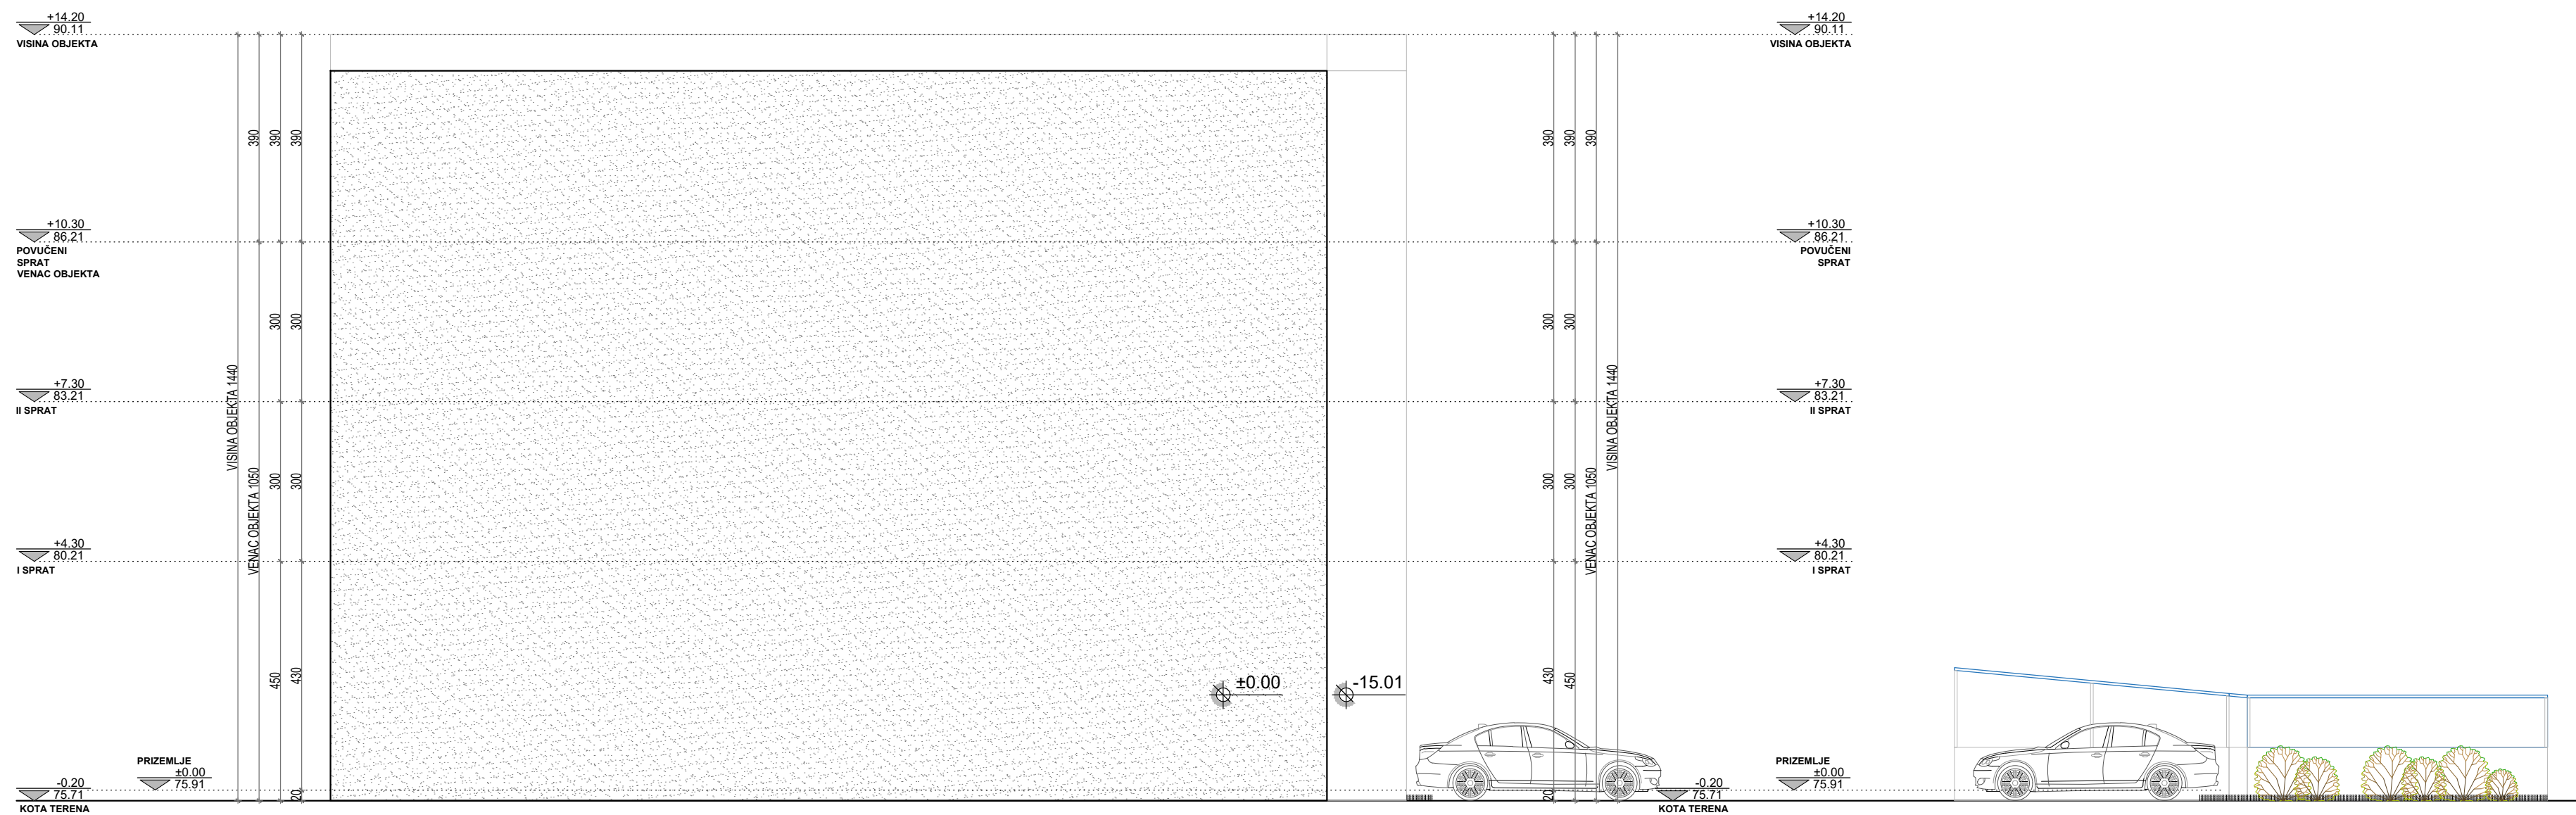 +14.20
90.11
VISINA OBJEKTA
+10.30
86.21
POVUČENI
SPRAT
VENAC OBJEKTA
+7.30
83.21
II SPRAT
+4.30
80.21
I SPRAT
PRIZEMLJE
±0.00
75.91
-0.20
75.71
KOTA TERENA
VISINA OBJEKTA 1440
390
VENAC OBJEKTA 1050
390
300
300
450
390
300
300
430
20
±0.00
-15.01
390
300
300
430
20
390
300
300
450
390
VENAC OBJEKTA 1050
VISINA OBJEKTA 1440
+14.20
90.11
VISINA OBJEKTA
+10.30
86.21
POVUČENI
SPRAT
+7.30
83.21
II SPRAT
+4.30
80.21
I SPRAT
PRIZEMLJE
±0.00
75.91
-0.20
75.71
KOTA TERENA